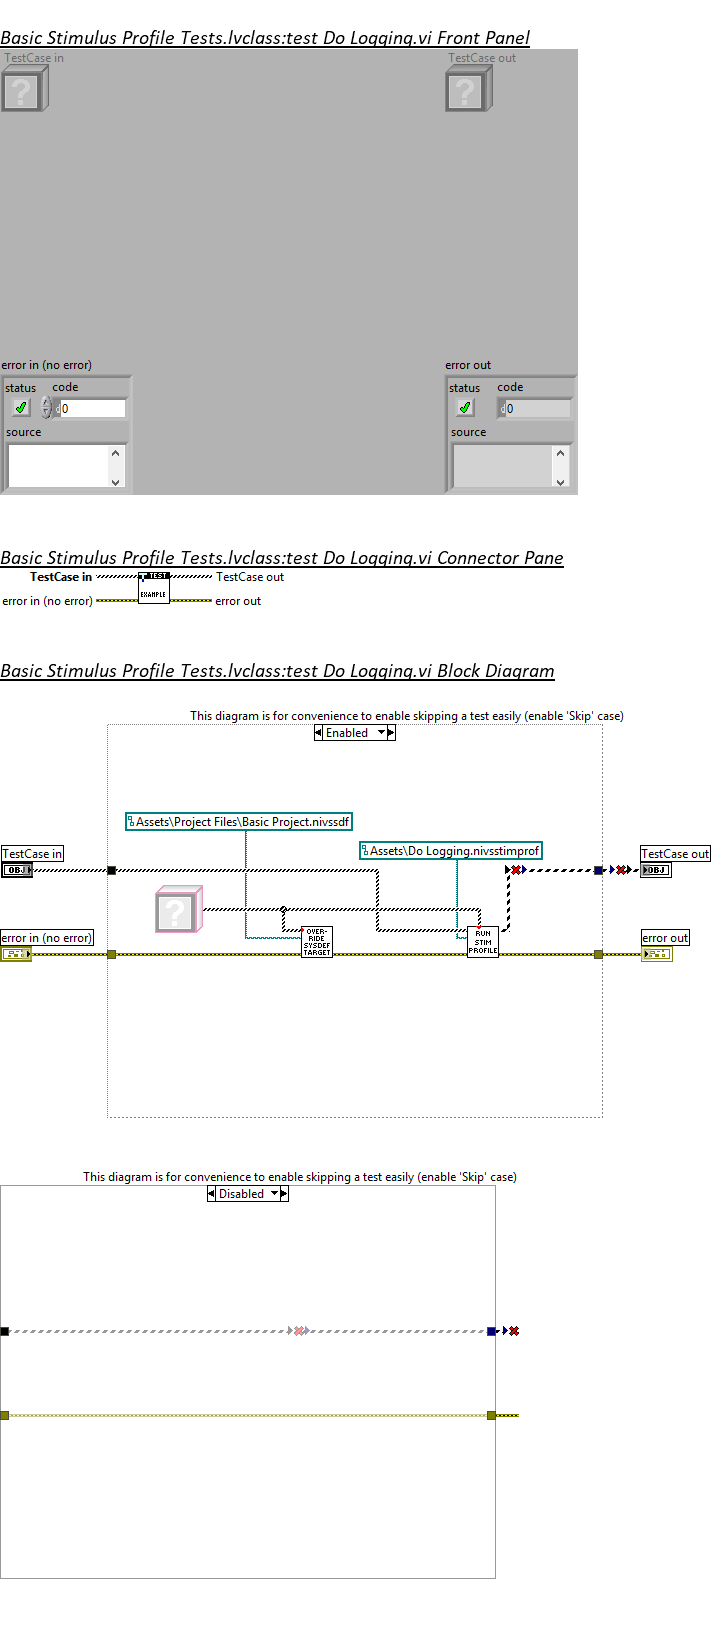 Basic Stimulus Profile Tests.lvclass:test Do Logging.vi Front Panel
TestCase in
TestCase out
error in (no error)
error out
status code
status code
d0
d0
source
source
Basic Stimulus Profile Tests.lvclass:test Do Logging.vi Connector Pane
TestCase in
TEST
TestCase out
error in (no error)
EXAMPLE
error out
Basic Stimulus Profile Tests.lvclass:test Do Logging.vi Block Diagram
This diagram is for convenience to enable skipping a test easily (enable 'Skip' case)
Enabled
Assets\Project Files\Basic Project.nivssdf
Assets\Do Logging.nivsstimprof
TestCase in
TestCase out
OBJ
OBJ
error in (no error)
error out
OVER-
RIDE
SYSDEF
TARGET
RUN
STIM
PROFILE
This diagram is for convenience to enable skipping a test easily (enable 'Skip' case)
Disabled